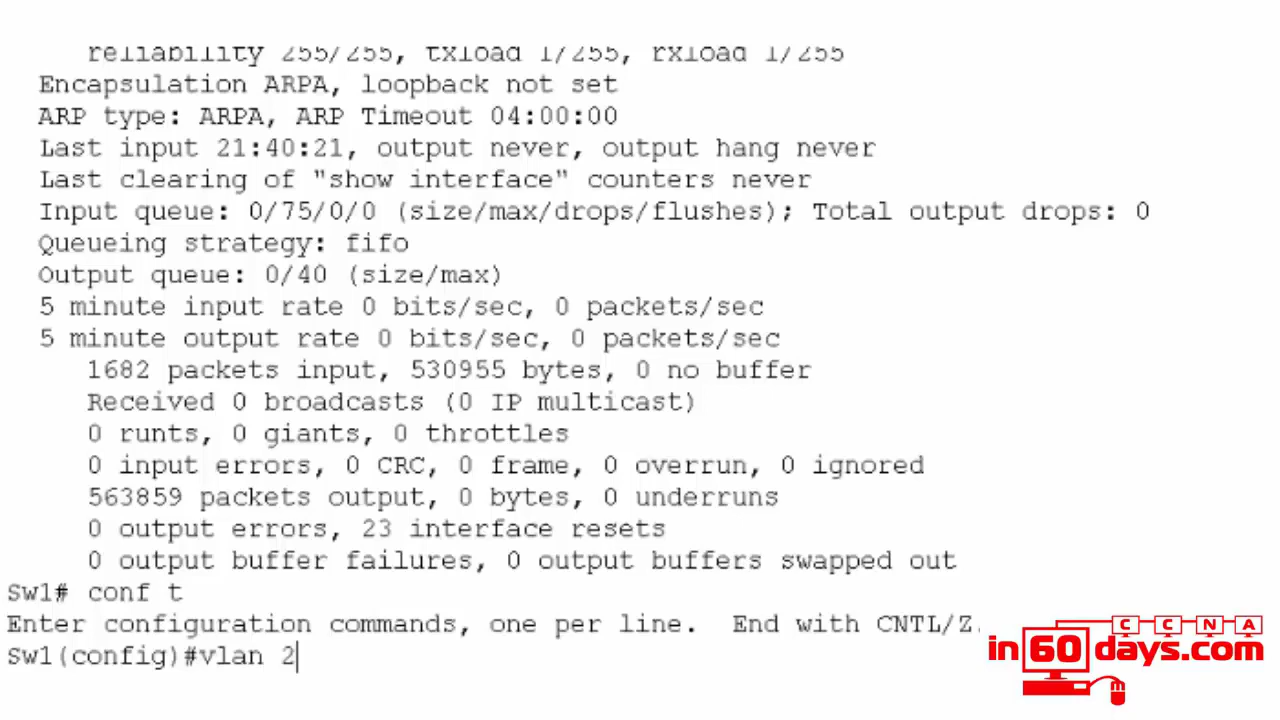 reliability 255/255, txload 1/255, rxload 1/255
Encapsulation ARPA, loopback not set
ARP type: ARPA, ARP Timeout 04:00:00
Last input 21:40:21, output never, output hang never
Last clearing of "show interface" counters never
Input queue: 0/75/0/0 (size/max/drops/flushes); Total output drops: 0
Queueing strategy: fifo
Output queue: 0/40 (size/max)
5 minute input rate 0 bits/sec, 0 packets/sec
5 minute output rate 0 bits/sec, 0 packets/sec
1682 packets input, 530955 bytes, 0 no buffer
Received 0 broadcasts (0 IP multicast)
0 runts, 0 giants, 0 throttles
0 input errors, 0 CRC, 0 frame, 0 overrun, 0 ignored
563859 packets output, 0 bytes, 0 underruns
0 output errors, 23 interface resets
0 output buffer failures, 0 output buffers swapped out
Sw1# conf t
Enter configuration commands, one per line.  End with CNTL/Z.
Sw1(config)#vlan 2
CCNA
in60days.com